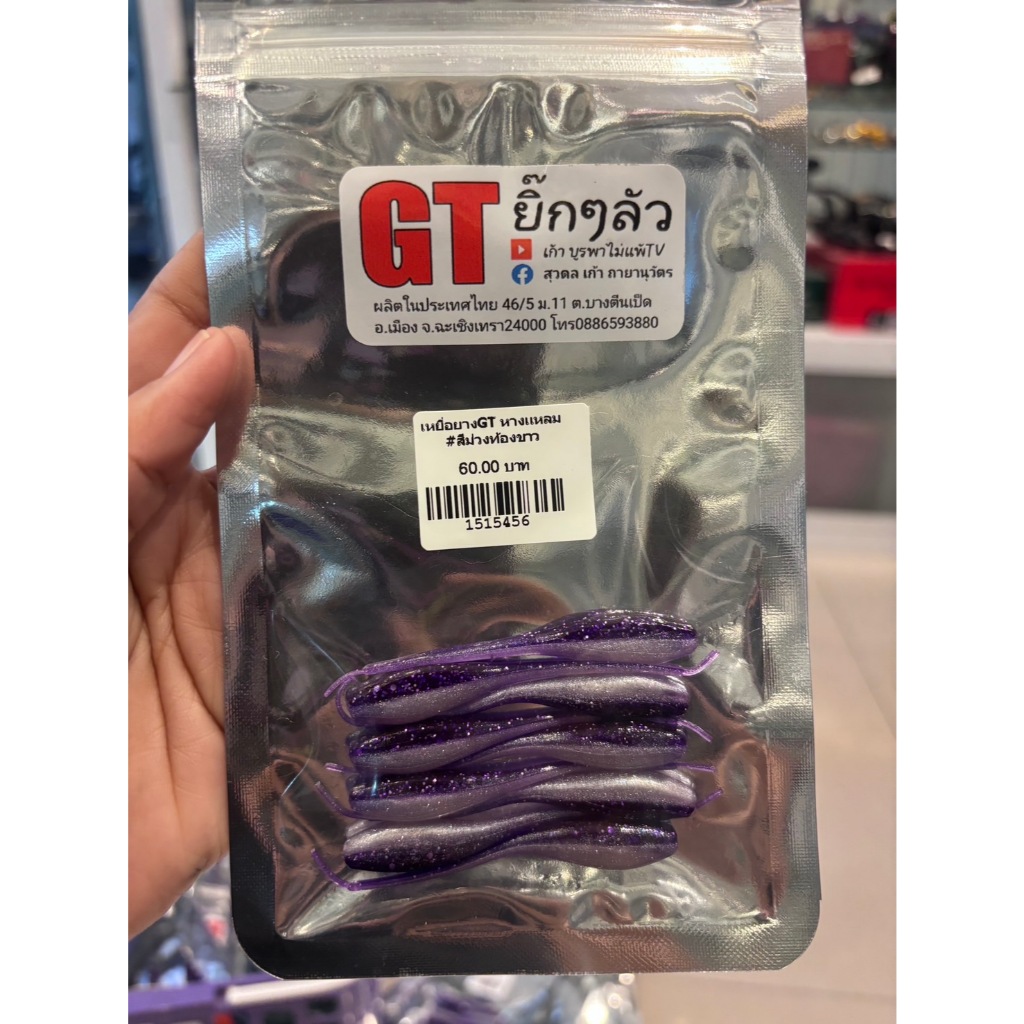 GT ยิ๊กๆลัว
เก้า บูรพาไม่แพ้TV
สุวดล เก้า ถายานุวัตร
ผลิตในประเทศไทย 46/5 ม.11 ต.บางตีนเป็ด
อ.เมือง จ.ฉะเชิงเทรา24000 โทร0886593880
เหยื่อยางGT หางแหลม
#สีม่วงท้องขาว
60.00 บาท
1515456